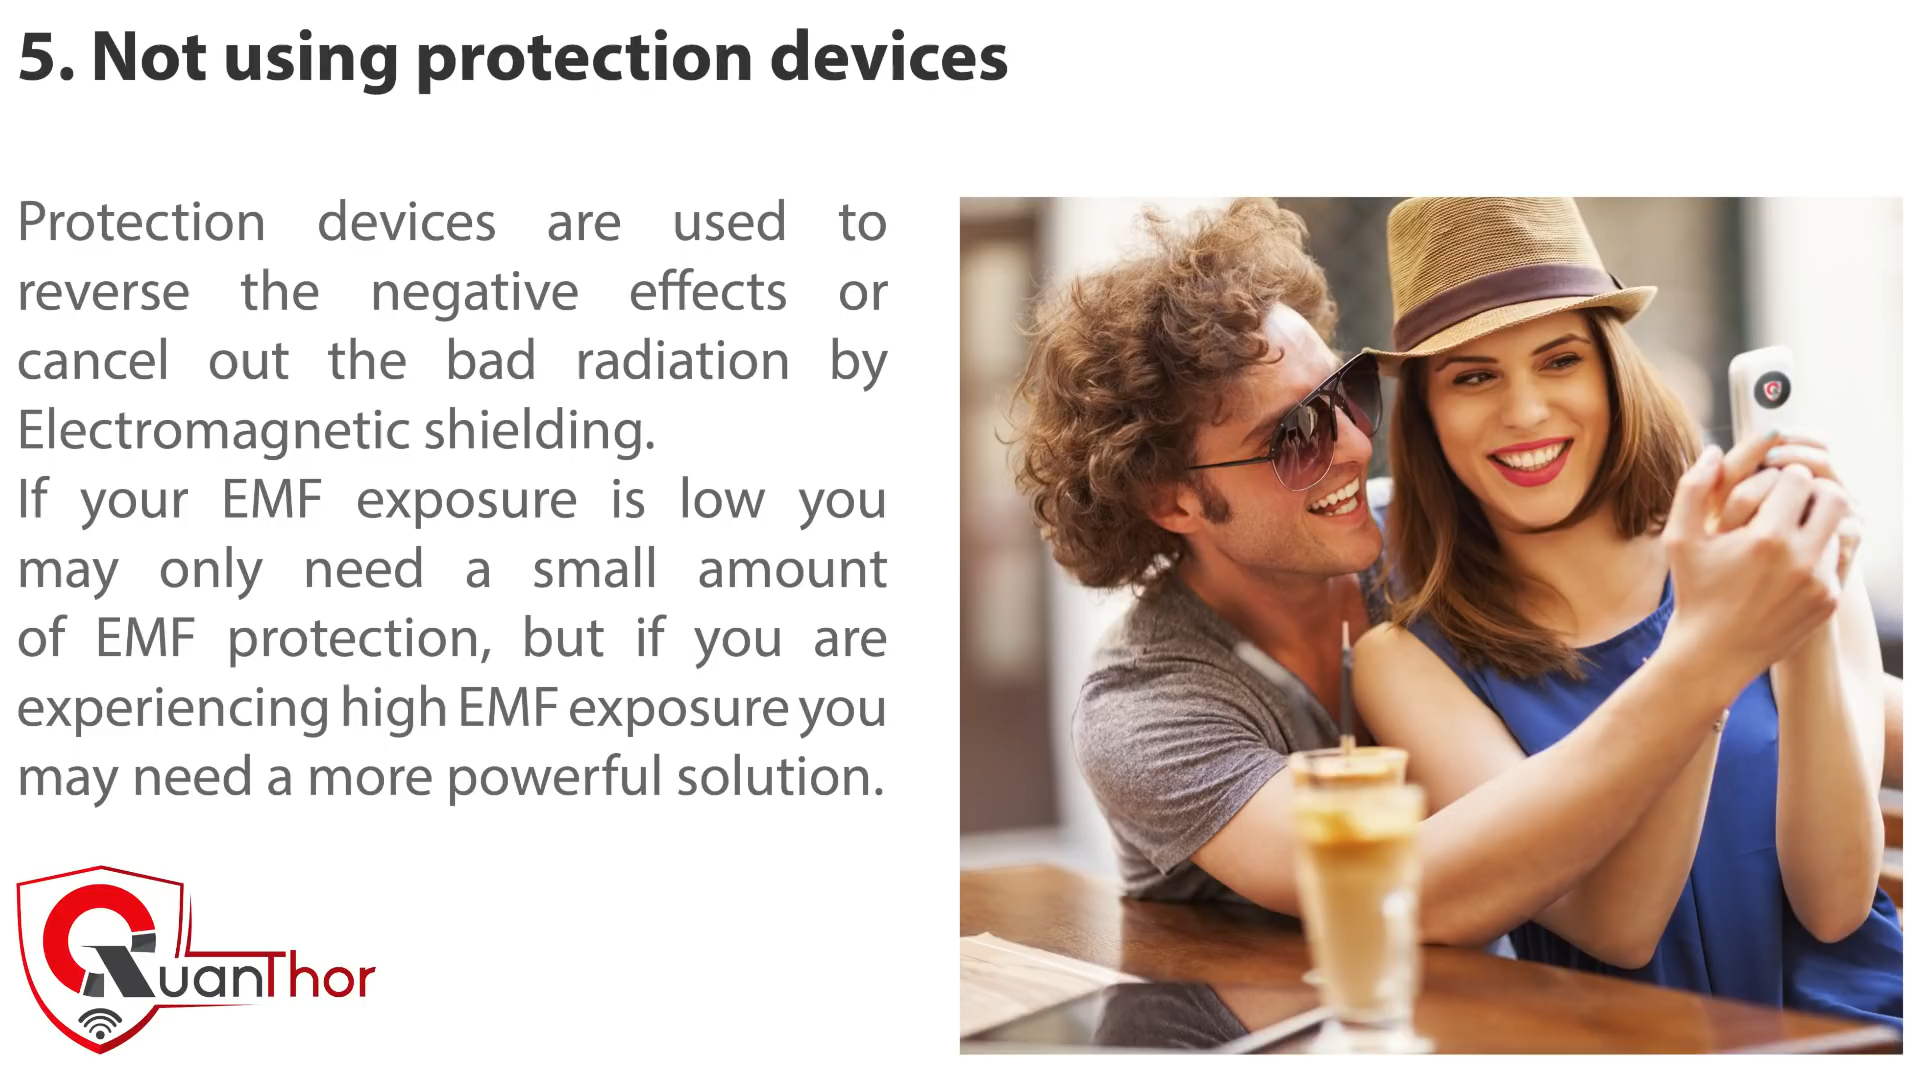 5. Not using protection devices
Protection devices are used to
reverse the negative effects or
cancel out the bad radiation by
Electromagnetic shielding.
If your EMF exposure is low you
may only need a small amount
of EMF protection, but if you are
experiencing high EMF exposure you
may need a more powerful solution.
QuanThor